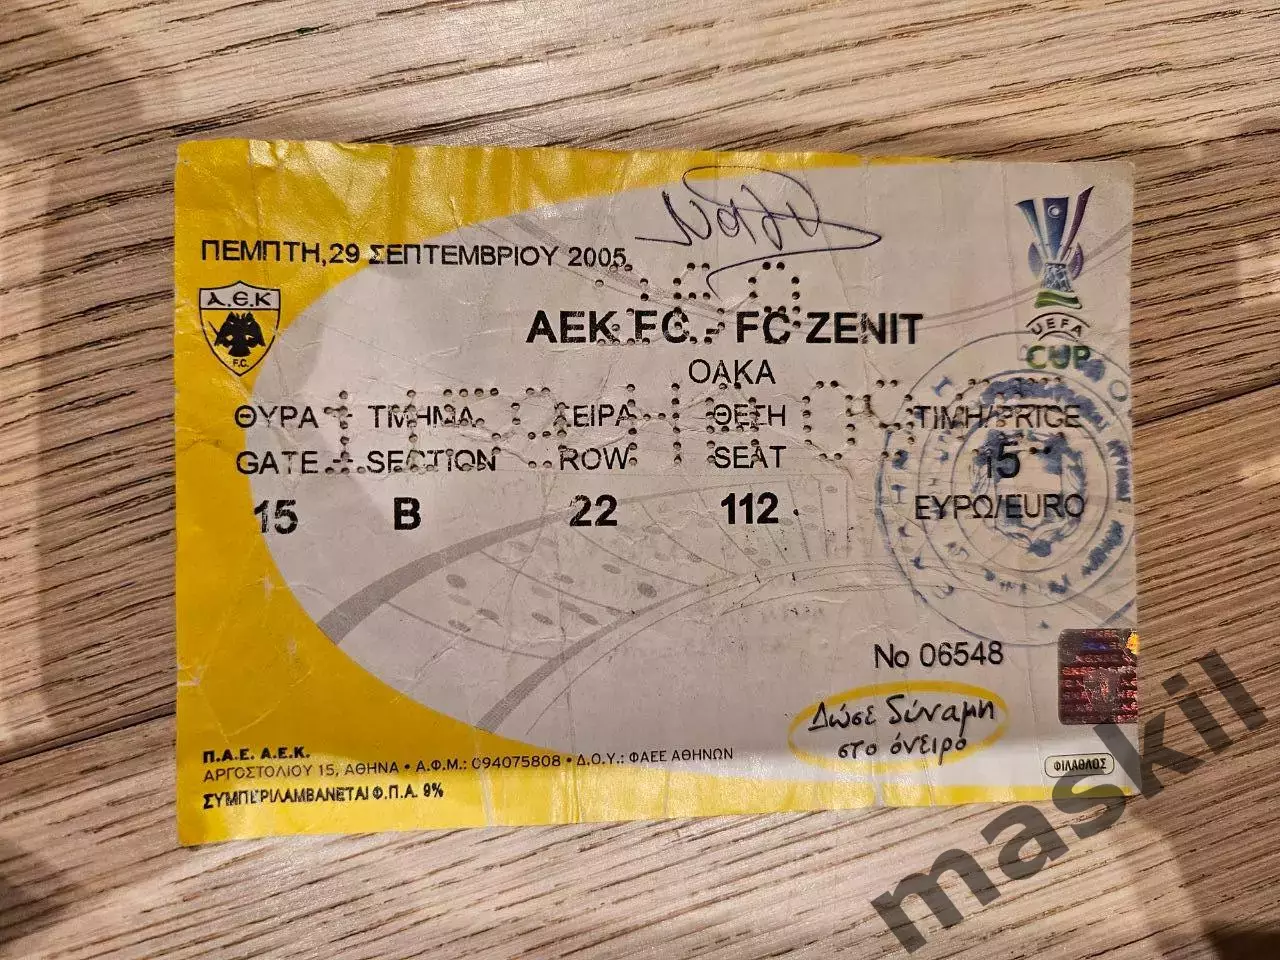 ΠΕΜΠΤΗ,29 ΣΕΠΤΕΜΒΡΙΟΥ 2005
Α.Ε.Κ
F.C.
AEK FC - FC ZENIT
ΟΑΚΑ
UEFA
CUP
ΘΥΡΑ ΤΜΗΜΑ ΣΕΙΡΑ ΘΕΣΗ ΤΙΜΗ/PRICE
GATE SECTION ROW SEAT 15
15 B 22 112 ΕΥΡΩ/EURO
No 06548
Δώσε δύναμη
στο όνειρο
ΦΙΛΑΘΛΟΣ
Π.Α.Ε. Α.Ε.Κ.
ΑΡΓΟΣΤΟΛΙΟΥ 15, ΑΘΗΝΑ • Α.Φ.Μ.: 094075808 • Δ.Ο.Υ.: ΦΑΕΕ ΑΘΗΝΩΝ
ΣΥΜΠΕΡΙΛΑΜΒΑΝΕΤΑΙ Φ.Π.Α. 9%
maskil